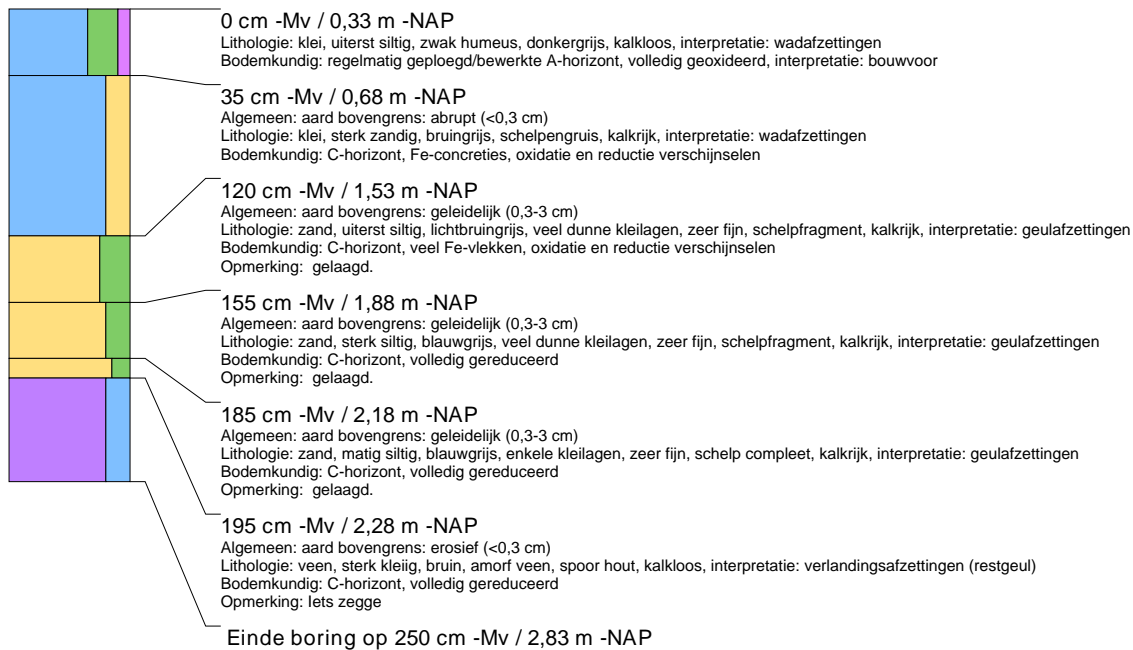 0 cm -Mv / 0,33 m -NAP
Lithologie: klei, uiterst siltig, zwak humeus, donkergrijs, kalkloos, interpretatie: wadafzettingen
Bodemkundig: regelmatig geploegd/bewerkte A-horizont, volledig geoxideerd, interpretatie: bouwvoor
35 cm -Mv / 0,68 m -NAP
Algemeen: aard bovengrens: abrupt (<0,3 cm)
Lithologie: klei, sterk zandig, bruingrijs, schelpengruis, kalkrijk, interpretatie: wadafzettingen
Bodemkundig: C-horizont, Fe-concreties, oxidatie en reductie verschijnselen
120 cm -Mv / 1,53 m -NAP
Algemeen: aard bovengrens: geleidelijk (0,3-3 cm)
Lithologie: zand, uiterst siltig, lichtbruingrijs, veel dunne kleilagen, zeer fijn, schelpfragment, kalkrijk, interpretatie: geulafzettingen
Bodemkundig: C-horizont, veel Fe-vlekken, oxidatie en reductie verschijnselen
Opmerking: gelaagd.
155 cm -Mv / 1,88 m -NAP
Algemeen: aard bovengrens: geleidelijk (0,3-3 cm)
Lithologie: zand, sterk siltig, blauwgrijs, veel dunne kleilagen, zeer fijn, schelpfragment, kalkrijk, interpretatie: geulafzettingen
Bodemkundig: C-horizont, volledig gereduceerd
Opmerking: gelaagd.
185 cm -Mv / 2,18 m -NAP
Algemeen: aard bovengrens: geleidelijk (0,3-3 cm)
Lithologie: zand, matig siltig, blauwgrijs, enkele kleilagen, zeer fijn, schelp compleet, kalkrijk, interpretatie: geulafzettingen
Bodemkundig: C-horizont, volledig gereduceerd
Opmerking: gelaagd.
195 cm -Mv / 2,28 m -NAP
Algemeen: aard bovengrens: erosief (<0,3 cm)
Lithologie: veen, sterk kleiig, bruin, amorf veen, spoor hout, kalkloos, interpretatie: verlandingsafzettingen (restgeul)
Bodemkundig: C-horizont, volledig gereduceerd
Opmerking: Iets zegge
Einde boring op 250 cm -Mv / 2,83 m -NAP